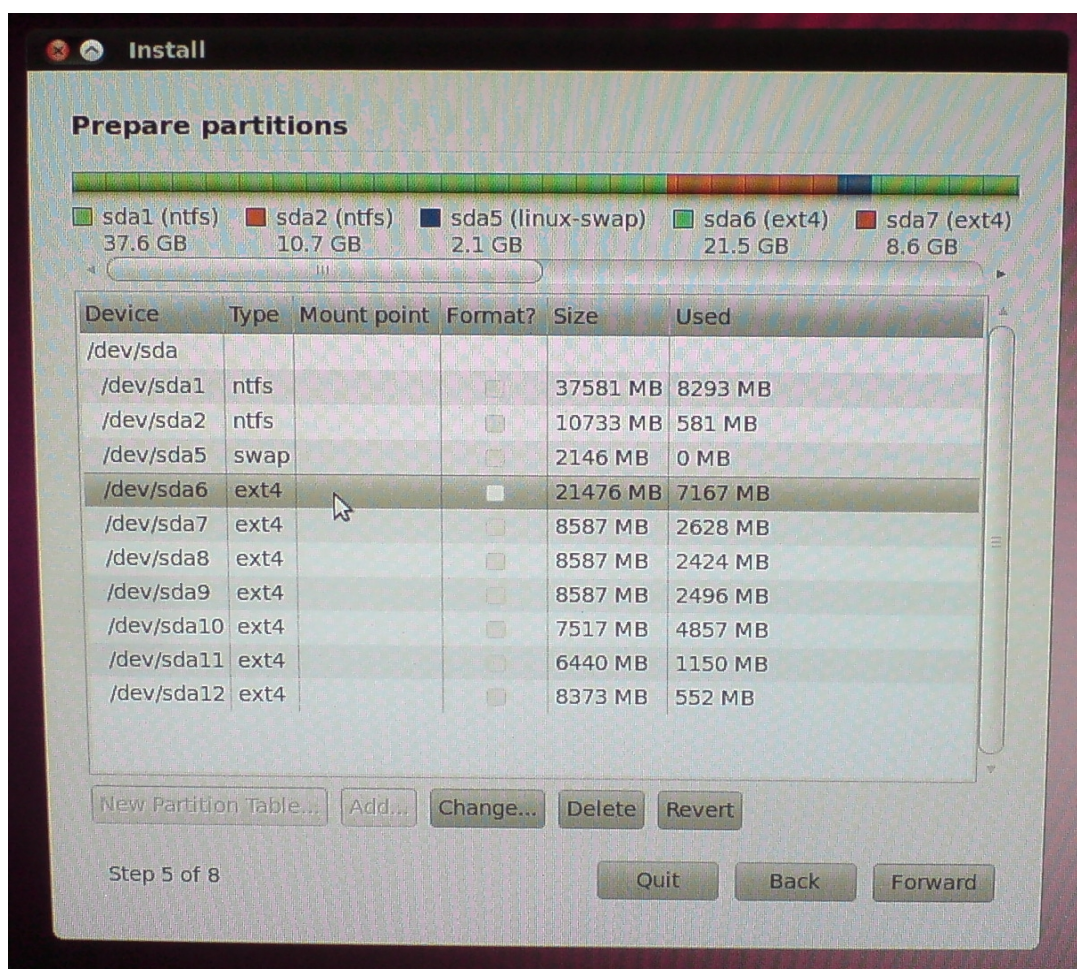 Install
Prepare partitions
sda1 (ntfs) sda2 (ntfs) sda5 (linux-swap) sda6 (ext4) sda7 (ext4)
37.6 GB 10.7 GB 2.1 GB 21.5 GB 8.6 GB
Device Type Mount point Format? Size Used
/dev/sda
/dev/sda1 ntfs 37581 MB 8293 MB
/dev/sda2 ntfs 10733 MB 581 MB
/dev/sda5 swap 2146 MB 0 MB
/dev/sda6 ext4 21476 MB 7167 MB
/dev/sda7 ext4 8587 MB 2628 MB
/dev/sda8 ext4 8587 MB 2424 MB
/dev/sda9 ext4 8587 MB 2496 MB
/dev/sda10 ext4 7517 MB 4857 MB
/dev/sda11 ext4 6440 MB 1150 MB
/dev/sda12 ext4 8373 MB 552 MB
New Partition Table... Add... Change... Delete Revert
Step 5 of 8 Quit Back Forward